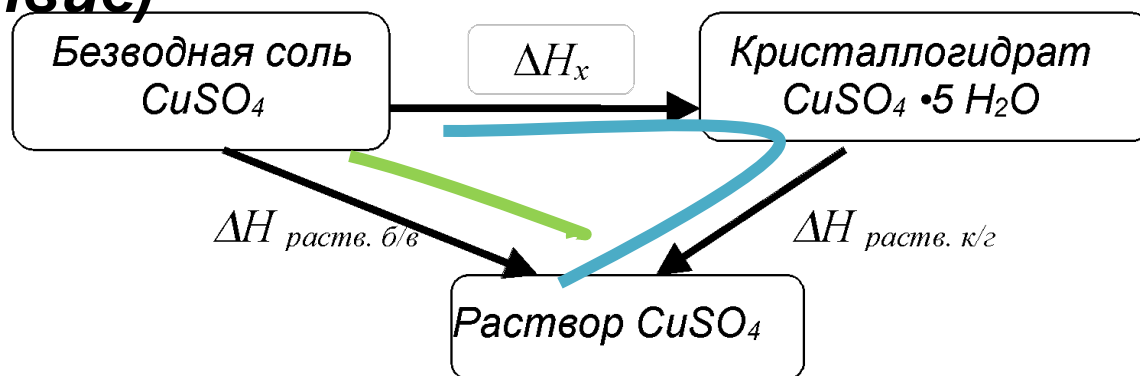 Безводная соль
CuSO4
ΔHx
Кристаллогидрат
CuSO4 •5 H2O
ΔH раств. б/в
ΔH раств. к/г
Раствор CuSO4